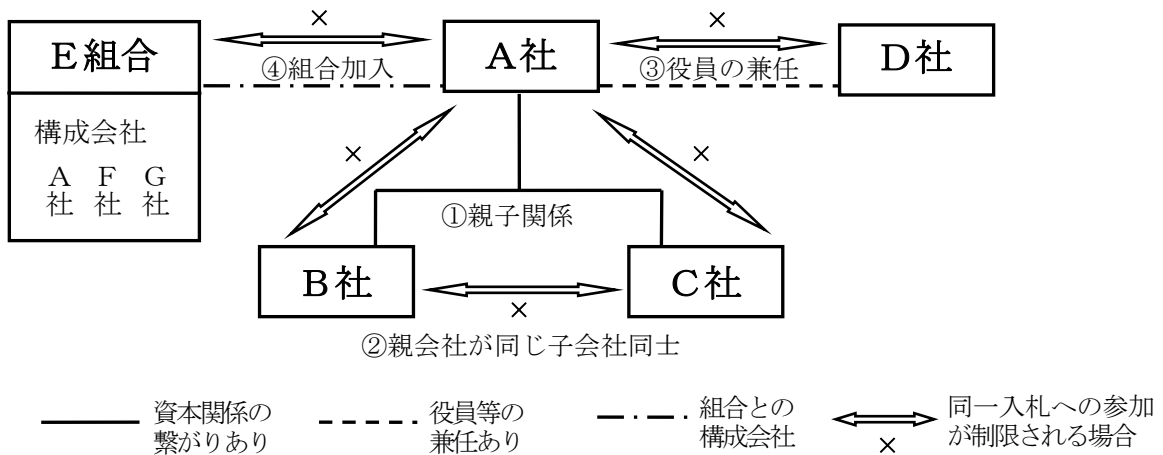 ×
×
E組合
A社
D社
④組合加入
③役員の兼任
構成会社
A社 F社 G社
×
×
①親子関係
B社
C社
×
②親会社が同じ子会社同士
資本関係の
繋がりあり
役員等の
兼任あり
組合との
構成会社
同一入札への参加
が制限される場合
×